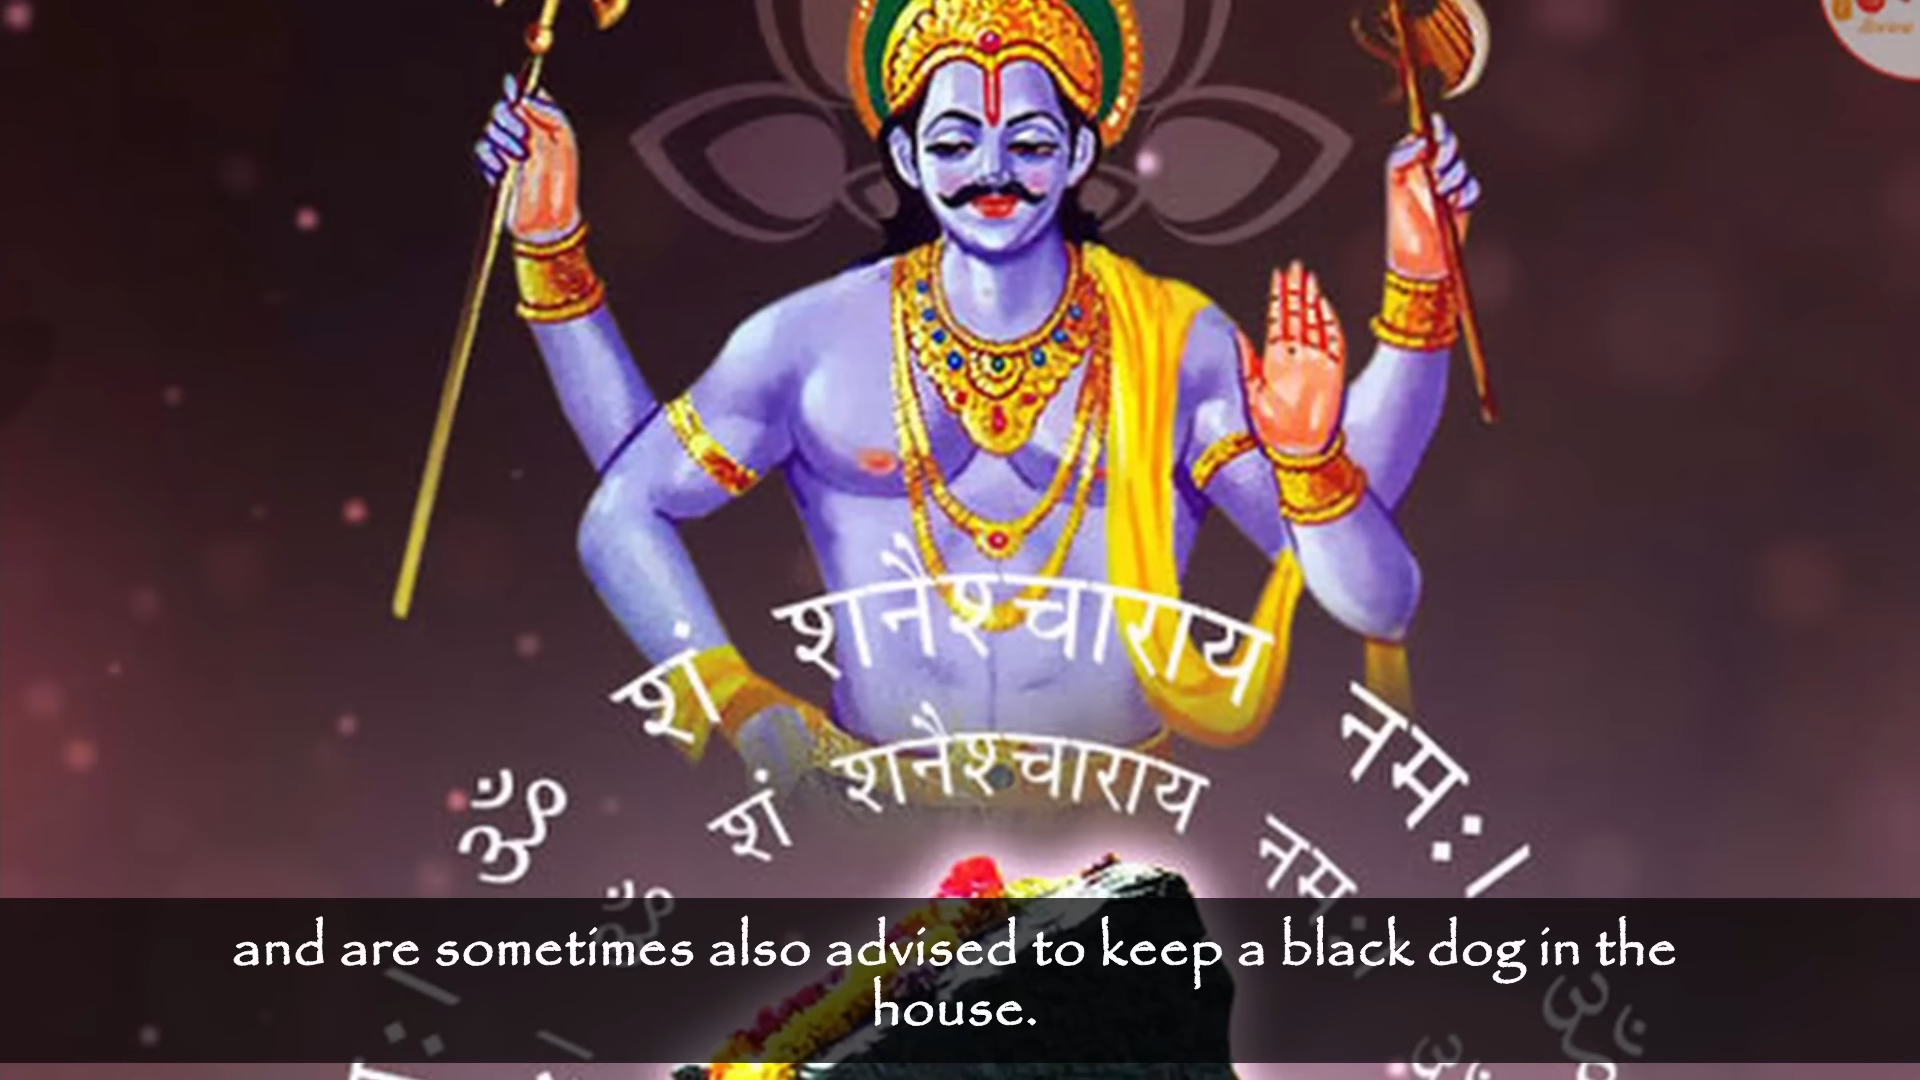 ॐ शं शनैश्चाराय नमः।
ॐ शं शनैश्चाराय नमः
and are sometimes also advised to keep a black dog in the
house.